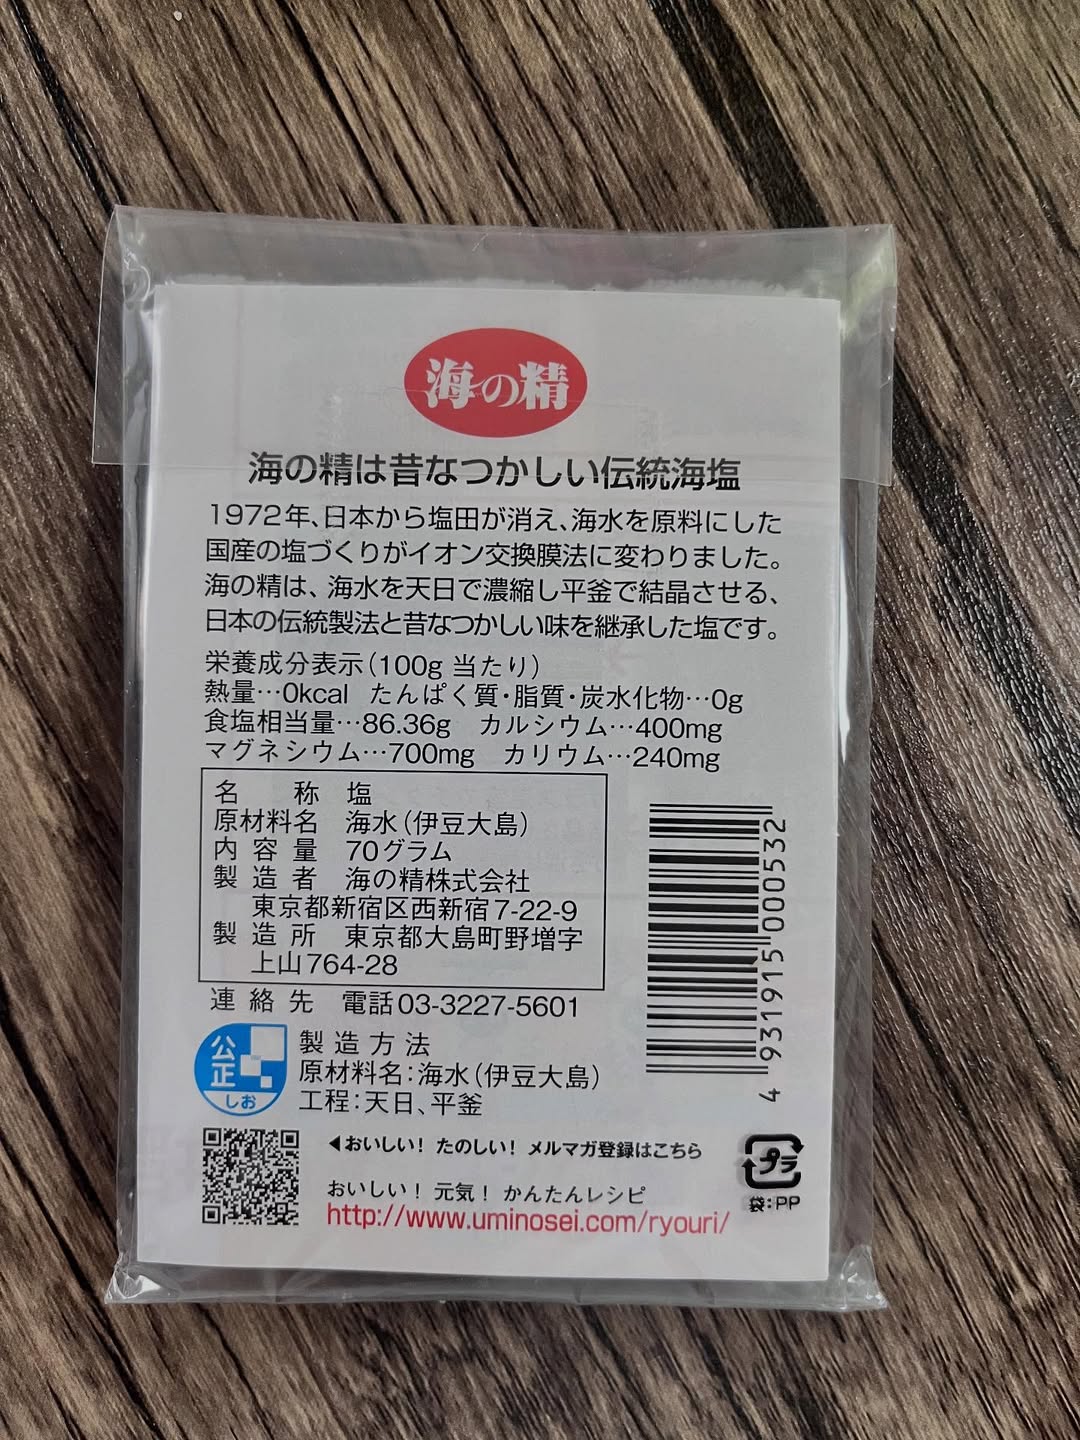 海の精
海の精は昔なつかしい伝統海塩
1972年、日本から塩田が消え、海水を原料にした
国産の塩づくりがイオン交換膜法に変わりました。
海の精は、海水を天日で濃縮し平釜で結晶させる、
日本の伝統製法と昔なつかしい味を継承した塩です。
栄養成分表示(100g 当たり)
熱量…0kcal たんぱく質・脂質・炭水化物…0g
食塩相当量…86.36g カルシウム…400mg
マグネシウム…700mg カリウム…240mg
名称 塩
原材料名 海水(伊豆大島)
内容量 70グラム
製造者 海の精株式会社
東京都新宿区西新宿7-22-9
製造所 東京都大島町野増字
上山764-28
連絡先 電話03-3227-5601
4 931915 000532
公正
しお
製造方法
原材料名:海水(伊豆大島)
工程:天日、平釜
◀おいしい! たのしい! メルマガ登録はこちら
おいしい! 元気! かんたんレシピ
http://www.uminosei.com/ryouri/
プラ
袋:PP